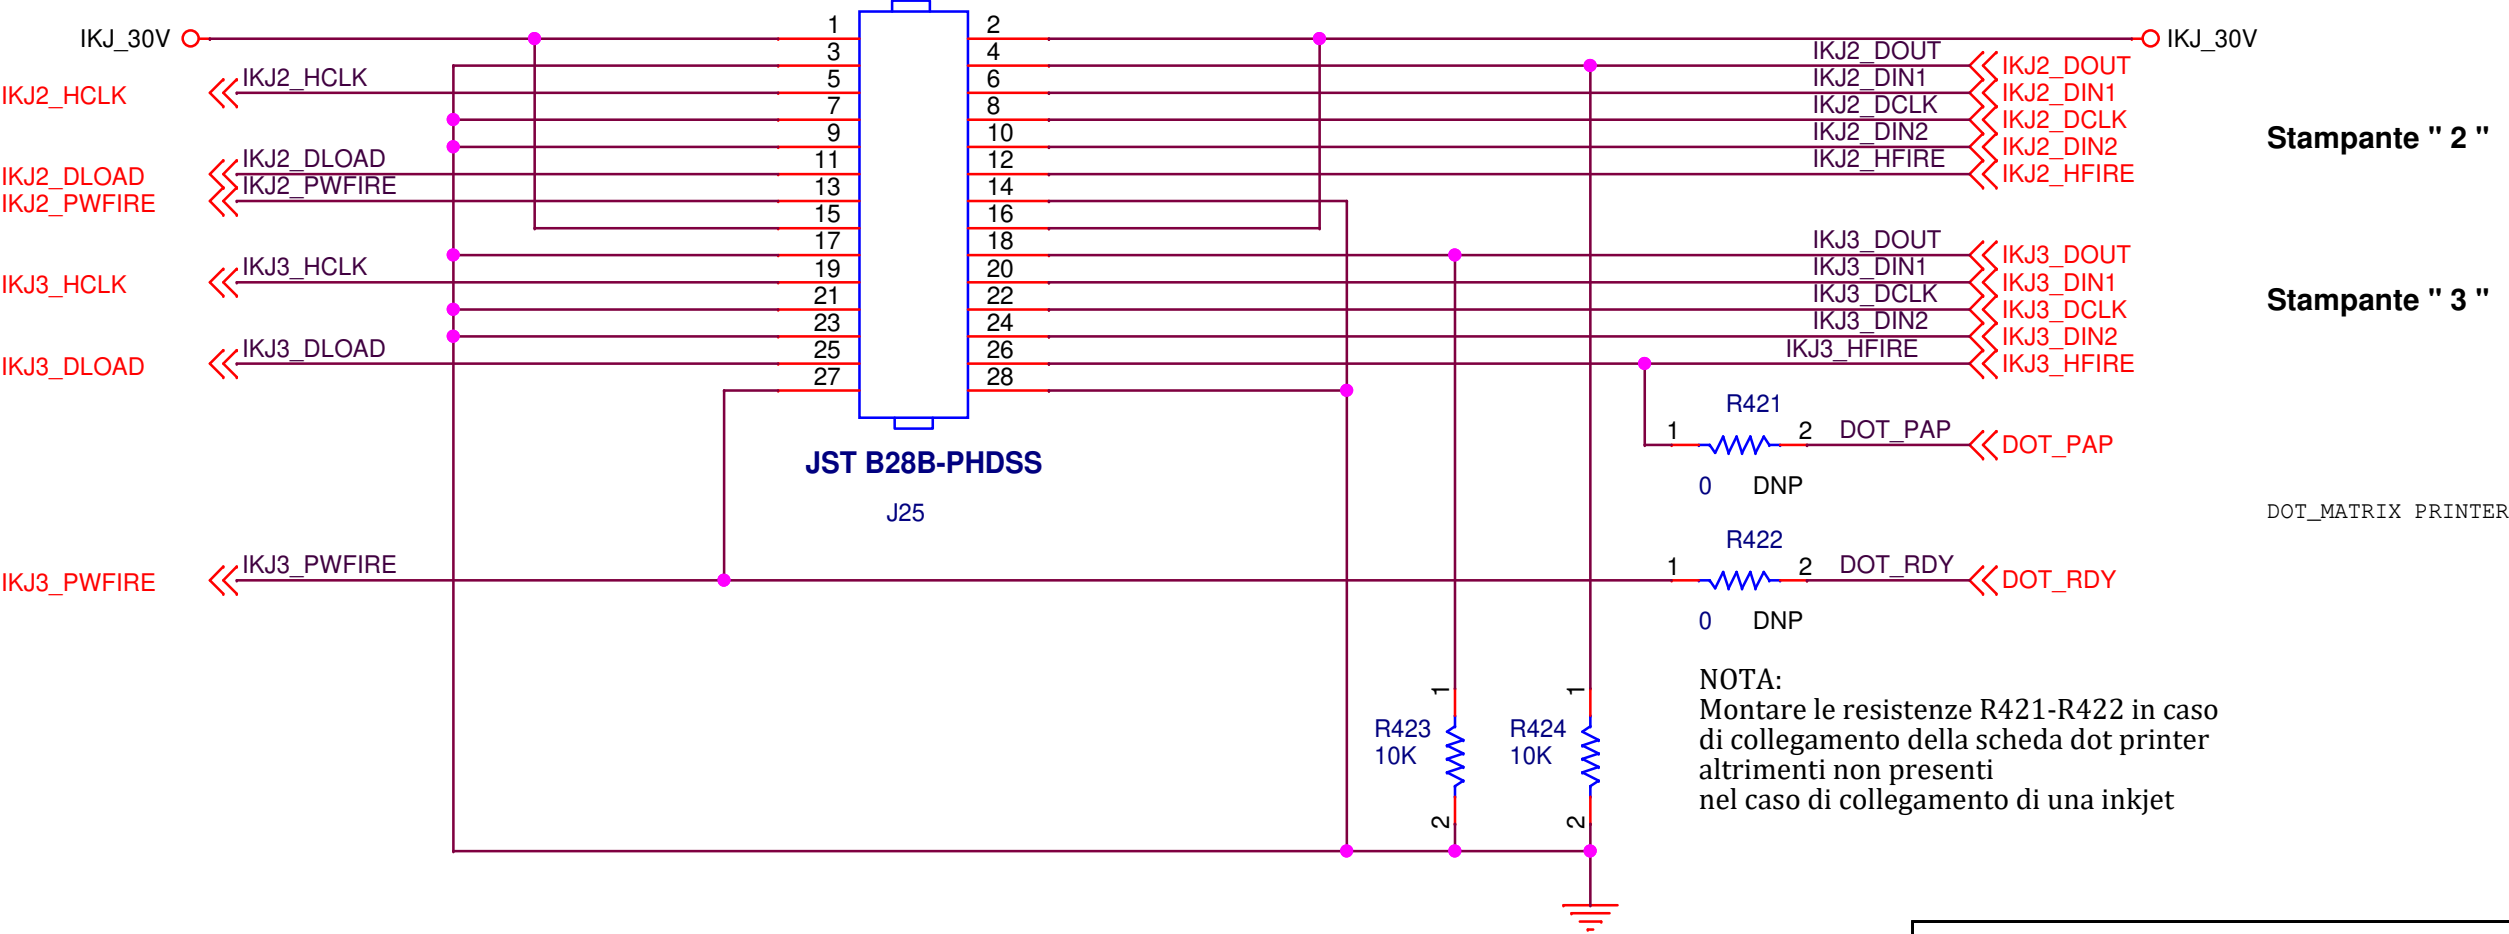 IKJ_30V
1
2
IKJ_30V
3
4
IKJ2_DOUT
IKJ2_DOUT
IKJ2_HCLK
IKJ2_HCLK
5
6
IKJ2_DIN1
IKJ2_DIN1
7
8
IKJ2_DCLK
IKJ2_DCLK
9
10
IKJ2_DIN2
IKJ2_DIN2
Stampante " 2 "
IKJ2_DLOAD
IKJ2_DLOAD
11
12
IKJ2_HFIRE
IKJ2_HFIRE
IKJ2_PWFIRE
IKJ2_PWFIRE
13
14
15
16
17
18
IKJ3_DOUT
IKJ3_DOUT
IKJ3_HCLK
IKJ3_HCLK
19
20
IKJ3_DIN1
IKJ3_DIN1
21
22
IKJ3_DCLK
IKJ3_DCLK
Stampante " 3 "
23
24
IKJ3_DIN2
IKJ3_DIN2
IKJ3_DLOAD
IKJ3_DLOAD
25
26
IKJ3_HFIRE
IKJ3_HFIRE
27
28
JST B28B-PHDSS
J25
R421
1
2
DOT_PAP
DOT_PAP
0
DNP
DOT_MATRIX PRINTER
IKJ3_PWFIRE
IKJ3_PWFIRE
R422
1
2
DOT_RDY
DOT_RDY
0
DNP
1
R423
10K
2
1
R424
10K
2
NOTA:
Montare le resistenze R421-R422 in caso
di collegamento della scheda dot printer
altrimenti non presenti
nel caso di collegamento di una inkjet